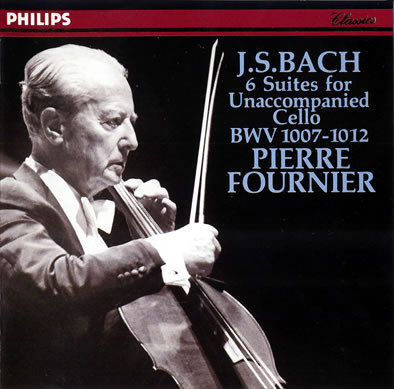 PHILIPS
Classics
J.S.BACH
6 Suites for
Unaccompanied
Cello
BWV 1007-1012
PIERRE
FOURNIER